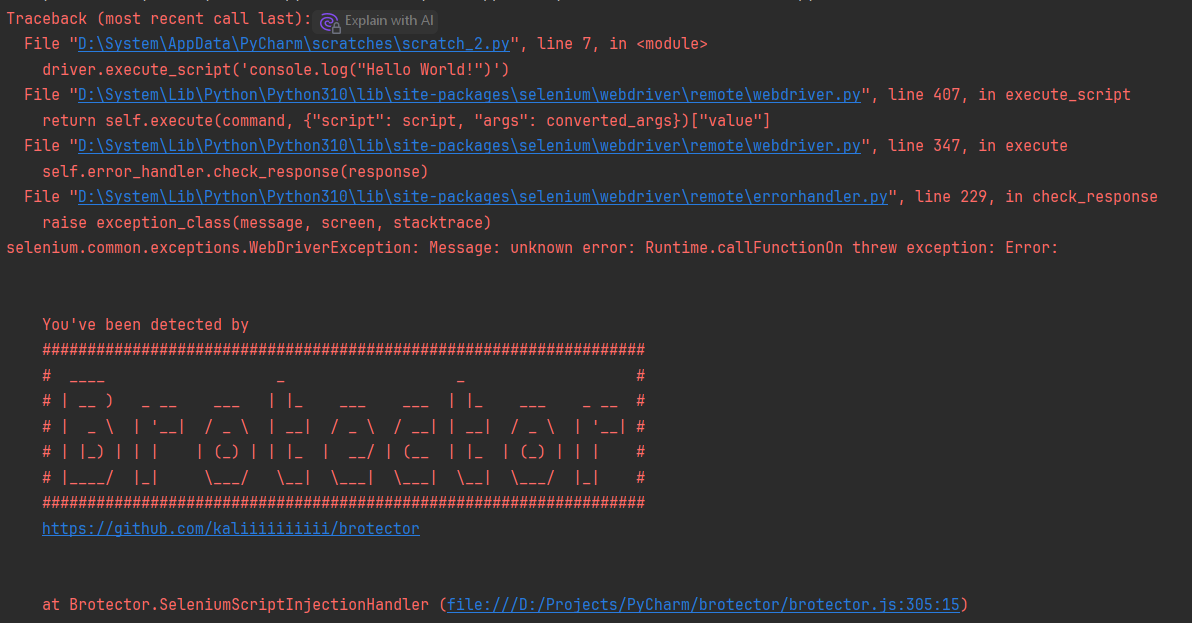 Traceback (most recent call last): Explain with AI
  File "D:\System\AppData\PyCharm\scratches\scratch_2.py", line 7, in <module>
    driver.execute_script('console.log("Hello World!")')
  File "D:\System\Lib\Python\Python310\lib\site-packages\selenium\webdriver\remote\webdriver.py", line 407, in execute_script
    return self.execute(command, {"script": script, "args": converted_args})["value"]
  File "D:\System\Lib\Python\Python310\lib\site-packages\selenium\webdriver\remote\webdriver.py", line 347, in execute
    self.error_handler.check_response(response)
  File "D:\System\Lib\Python\Python310\lib\site-packages\selenium\webdriver\remote\errorhandler.py", line 229, in check_response
    raise exception_class(message, screen, stacktrace)
selenium.common.exceptions.WebDriverException: Message: unknown error: Runtime.callFunctionOn threw exception: Error:
    You've been detected by
    ###################################################################
    #  ____                   _                   _                   #
    # | __ )   _ __    ___   | |_    ___    ___  | |_    ___    _ __  #
    # |  _ \  | '__|  / _ \  | __|  / _ \  / __| | __|  / _ \  | '__| #
    # | |_) | | |    | (_) | | |_  |  __/ | (__  | |_  | (_) | | |    #
    # |____/  |_|     \___/   \__|  \___|  \___|  \__|  \___/  |_|    #
    ###################################################################
    https://github.com/kaliiiiiiiiii/brotector
    at Brotector.SeleniumScriptInjectionHandler (file:///D:/Projects/PyCharm/brotector/brotector.js:305:15)